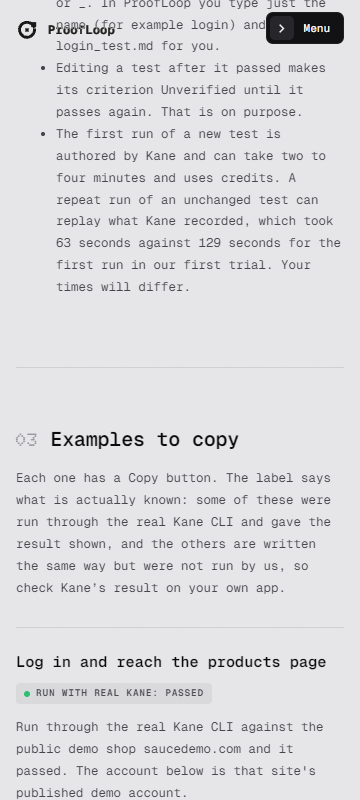 or _. In ProofLoop you type just the
name (for example login) and
ProofLoop
Menu
login_test.md for you.
• Editing a test after it passed makes
its criterion Unverified until it
passes again. That is on purpose.
• The first run of a new test is
authored by Kane and can take two to
four minutes and uses credits. A
repeat run of an unchanged test can
replay what Kane recorded, which took
63 seconds against 129 seconds for the
first run in our first trial. Your
times will differ.
03 Examples to copy
Each one has a Copy button. The label says
what is actually known: some of these were
run through the real Kane CLI and gave the
result shown, and the others are written
the same way but were not run by us, so
check Kane's result on your own app.
Log in and reach the products page
RUN WITH REAL KANE: PASSED
Run through the real Kane CLI against the
public demo shop saucedemo.com and it
passed. The account below is that site's
published demo account.